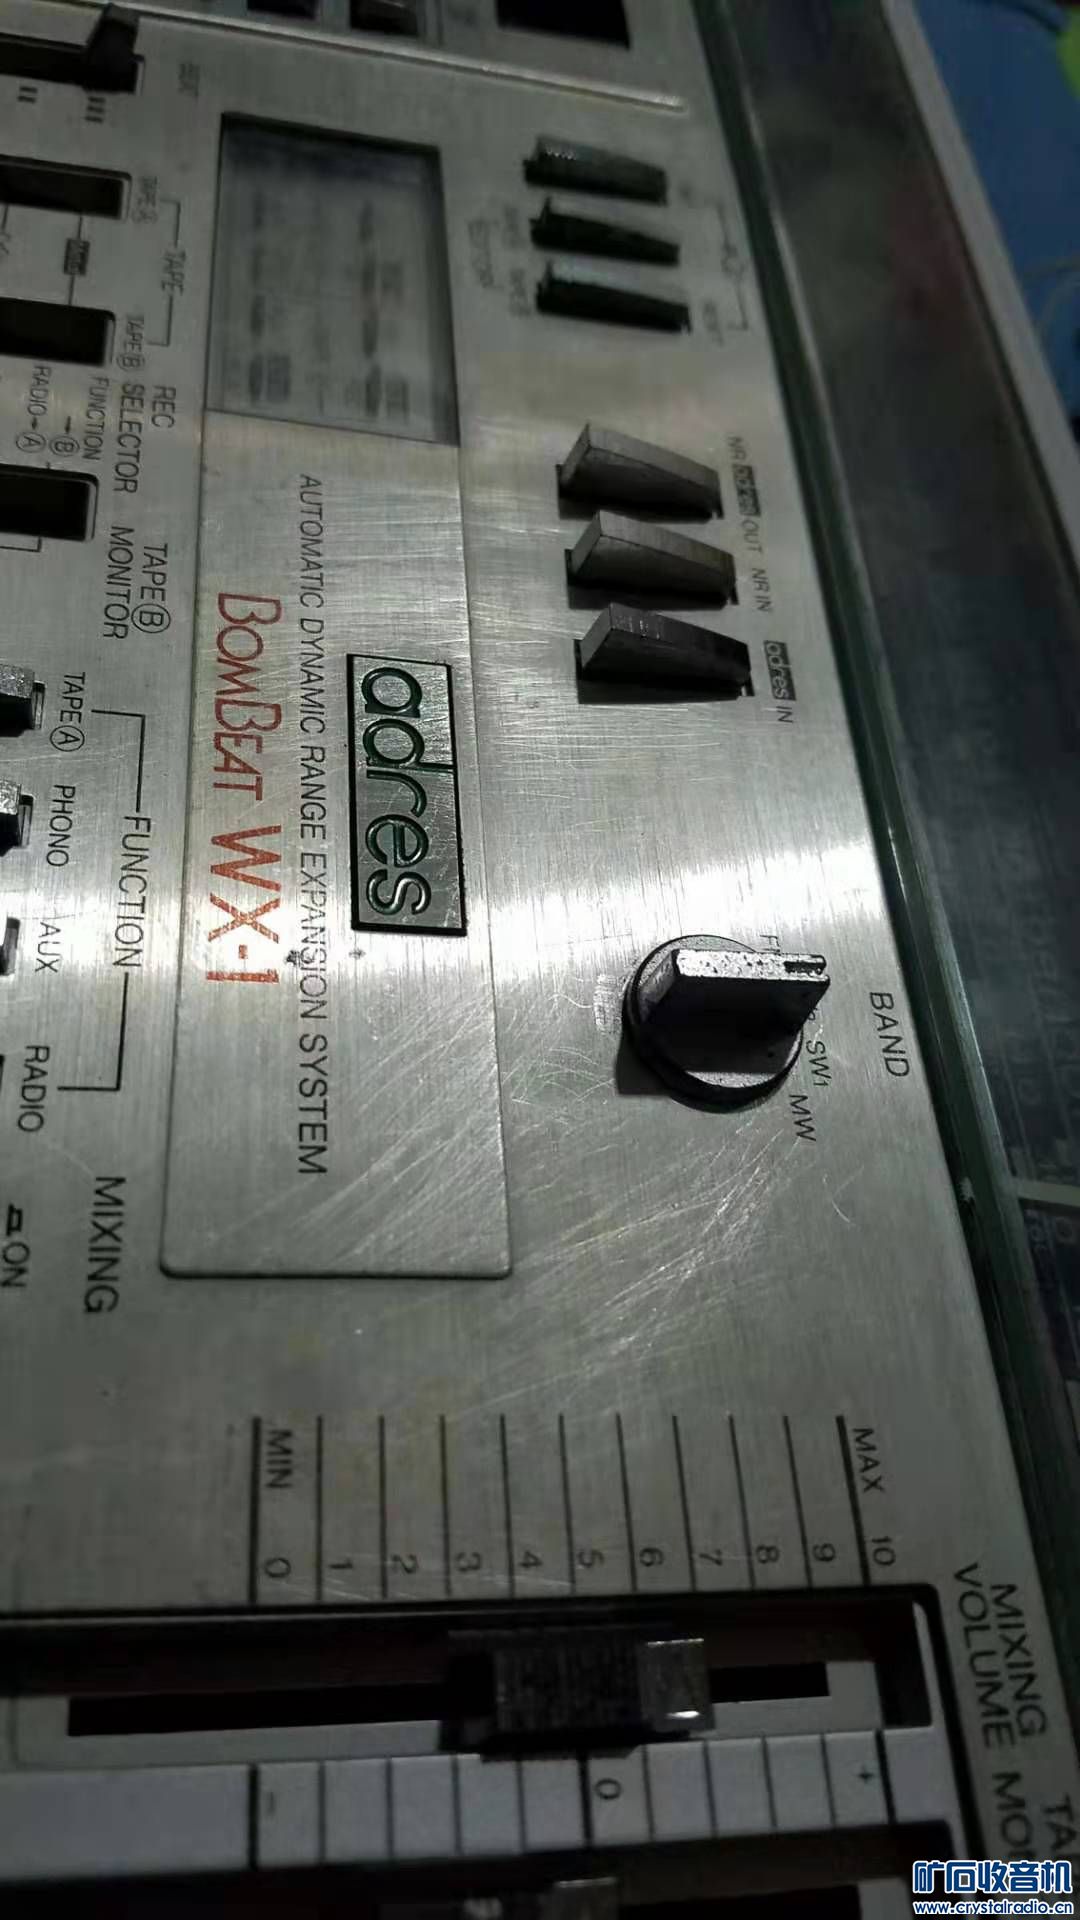 TAPE Ⓐ
TAPE
TAPE Ⓑ
REC
SELECTOR
FUNCTION
→Ⓑ
RADIO→Ⓐ
TAPE Ⓑ
MONITOR
NR
OUT
NR IN
adres IN
adres
AUTOMATIC DYNAMIC RANGE EXPANSION SYSTEM
BOMBEAT WX-1
TAPE Ⓐ
PHONO
AUX
RADIO
FUNCTION
MIXING
ON
BAND
SW1
MW
MAX 10
9
8
7
6
5
4
3
2
1
MIN 0
MIXING
VOLUME
+
0
-
矿石收音机
www.crystalradio.cn